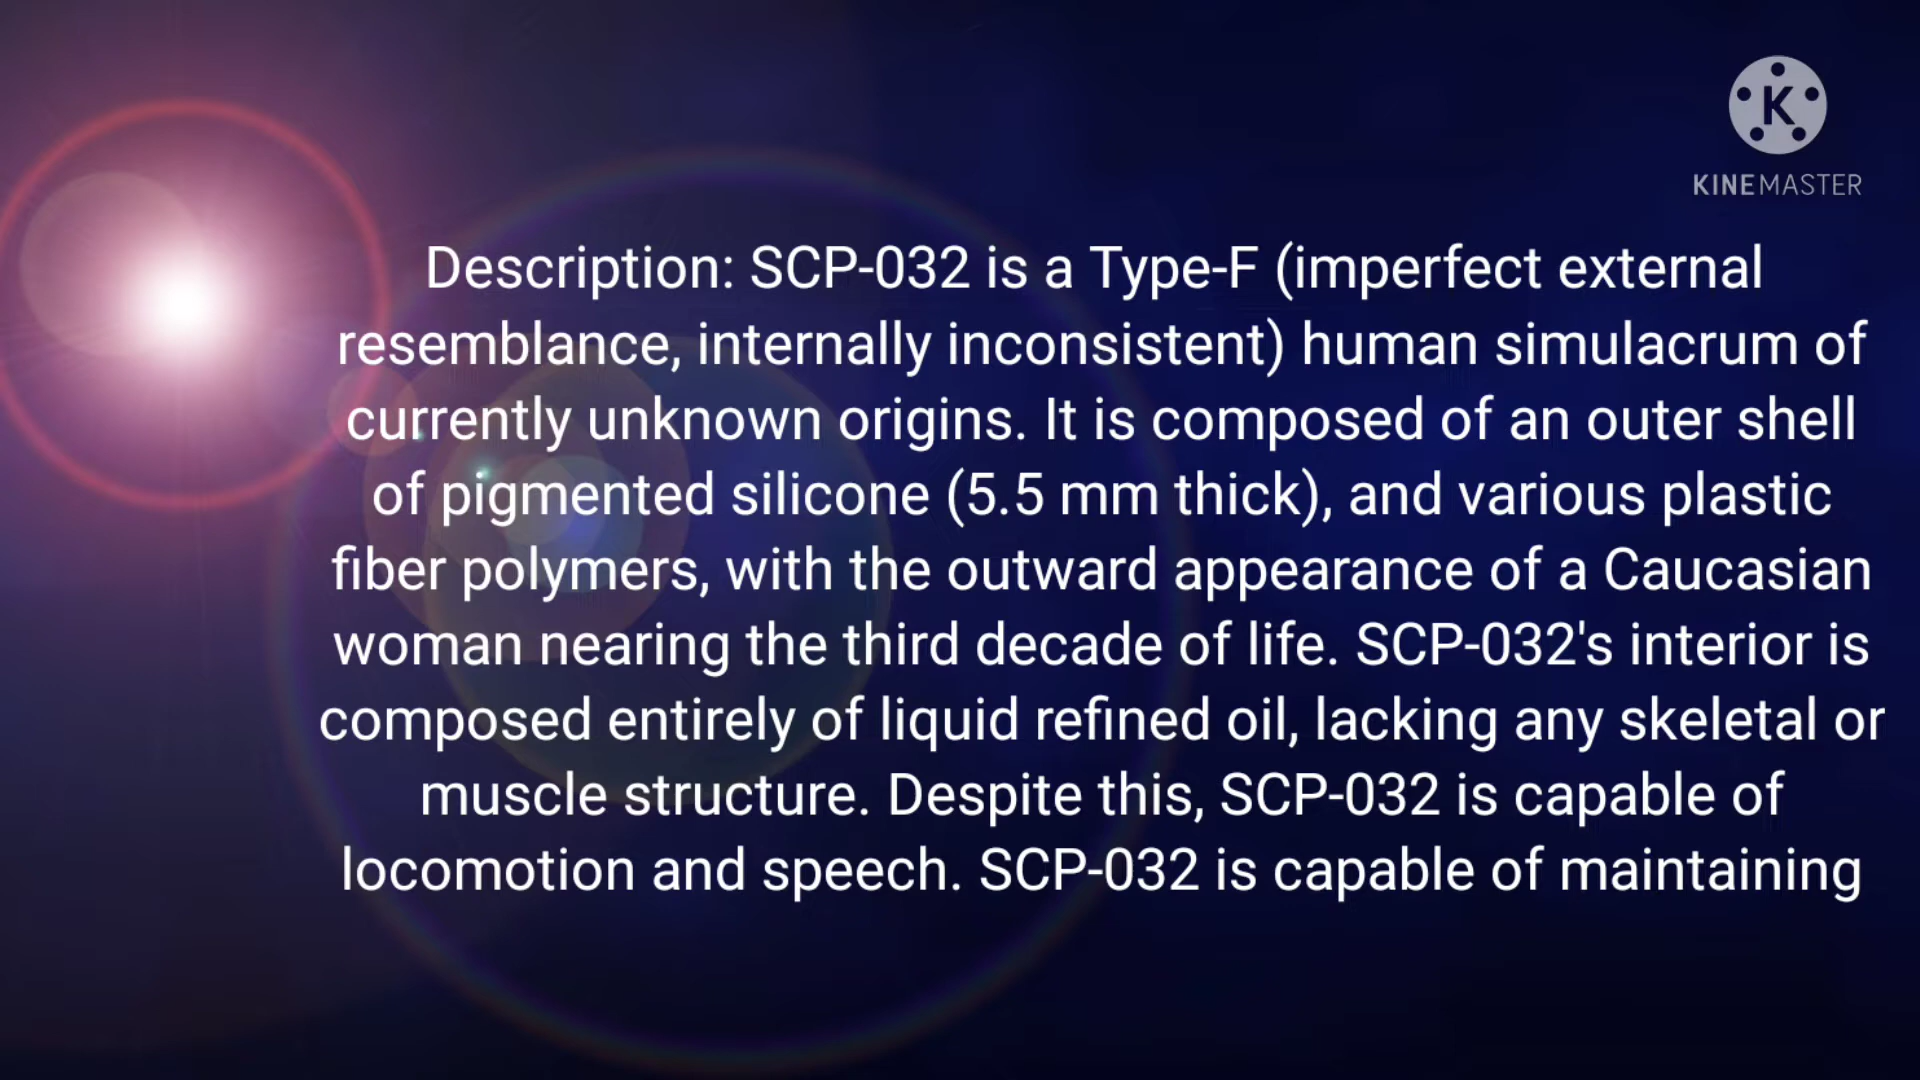 K
KINEMASTER
Description: SCP-032 is a Type-F (imperfect external
resemblance, internally inconsistent) human simulacrum of
currently unknown origins. It is composed of an outer shell
of pigmented silicone (5.5 mm thick), and various plastic
fiber polymers, with the outward appearance of a Caucasian
woman nearing the third decade of life. SCP-032's interior is
composed entirely of liquid refined oil, lacking any skeletal or
muscle structure. Despite this, SCP-032 is capable of
locomotion and speech. SCP-032 is capable of maintaining